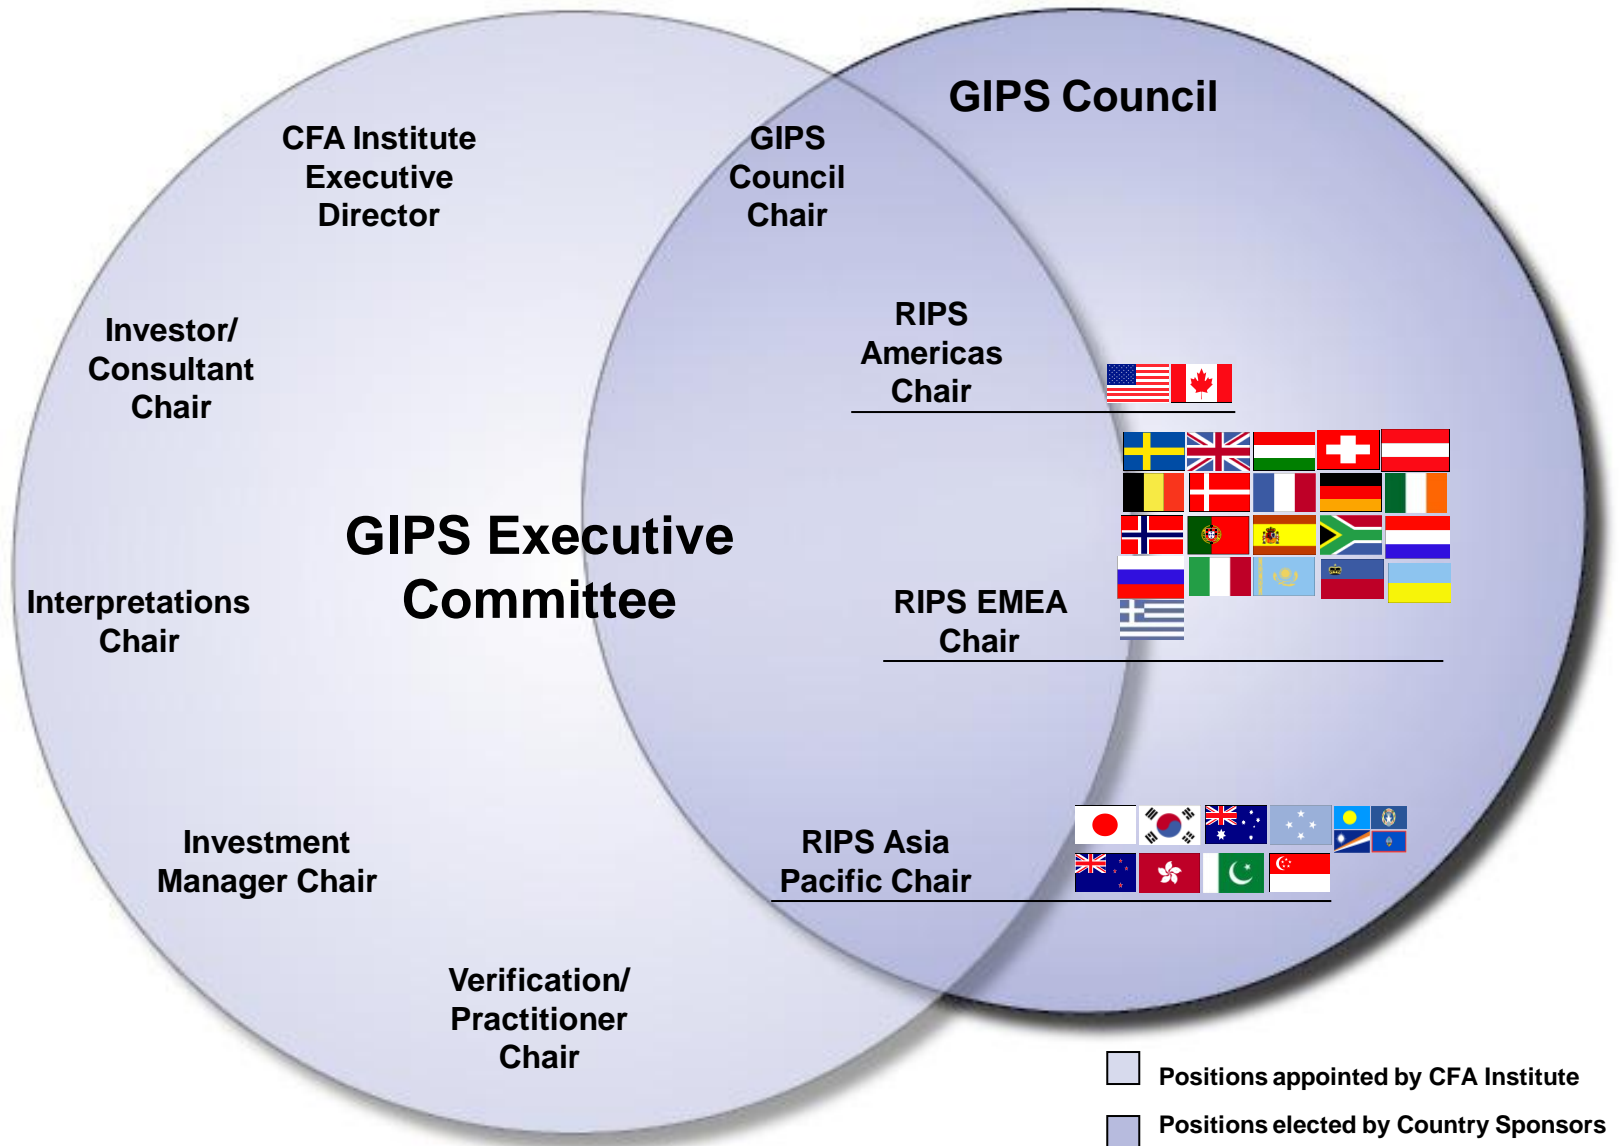 GIPS Council
CFA Institute
Executive
Director
GIPS
Council
Chair
Investor/
Consultant
Chair
RIPS
Americas
Chair
GIPS Executive
Committee
Interpretations
Chair
RIPS EMEA
Chair
Investment
Manager Chair
RIPS Asia
Pacific Chair
Verification/
Practitioner
Chair
Positions appointed by CFA Institute
Positions elected by Country Sponsors